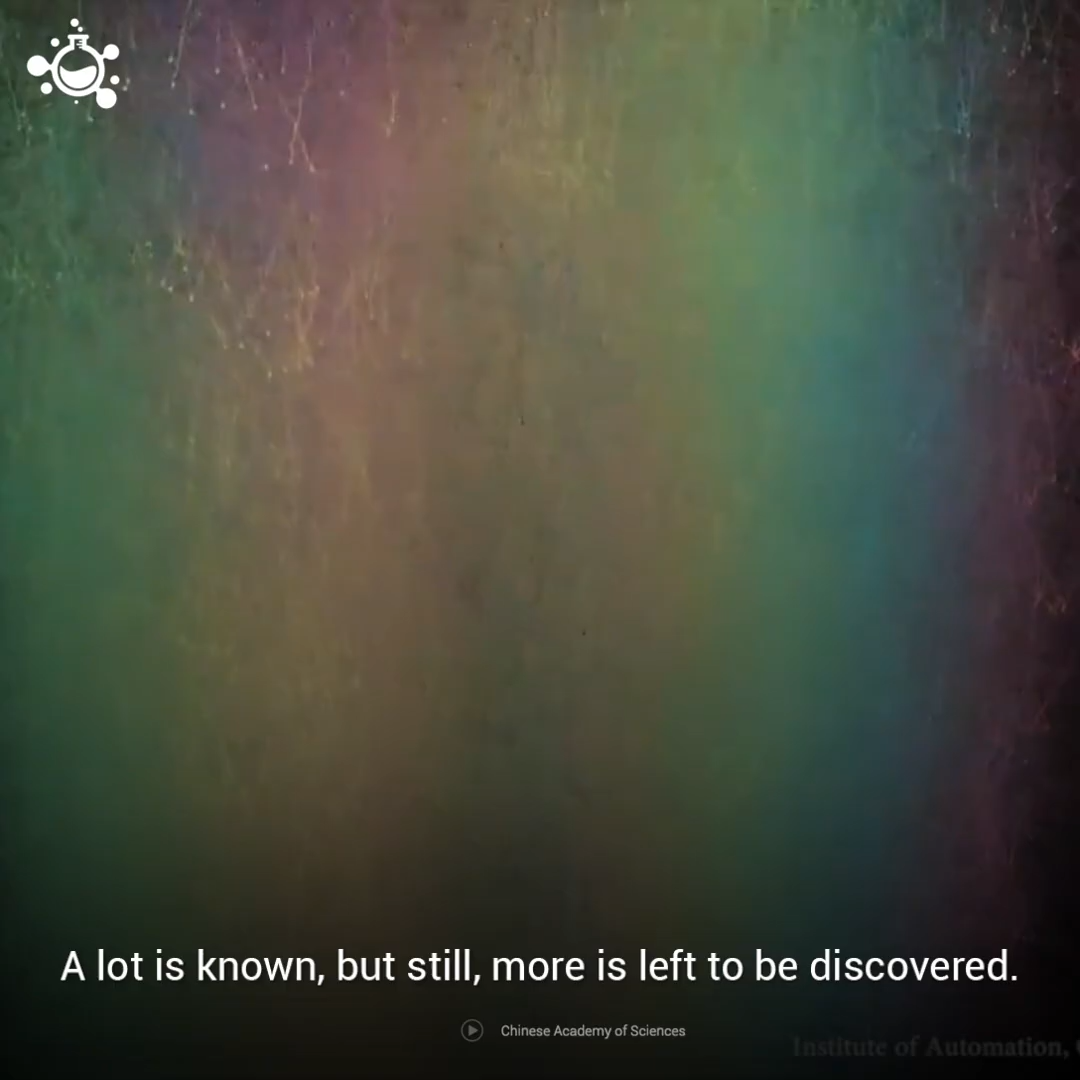 A lot is known, but still, more is left to be discovered.
Chinese Academy of Sciences
Institute of Automation,